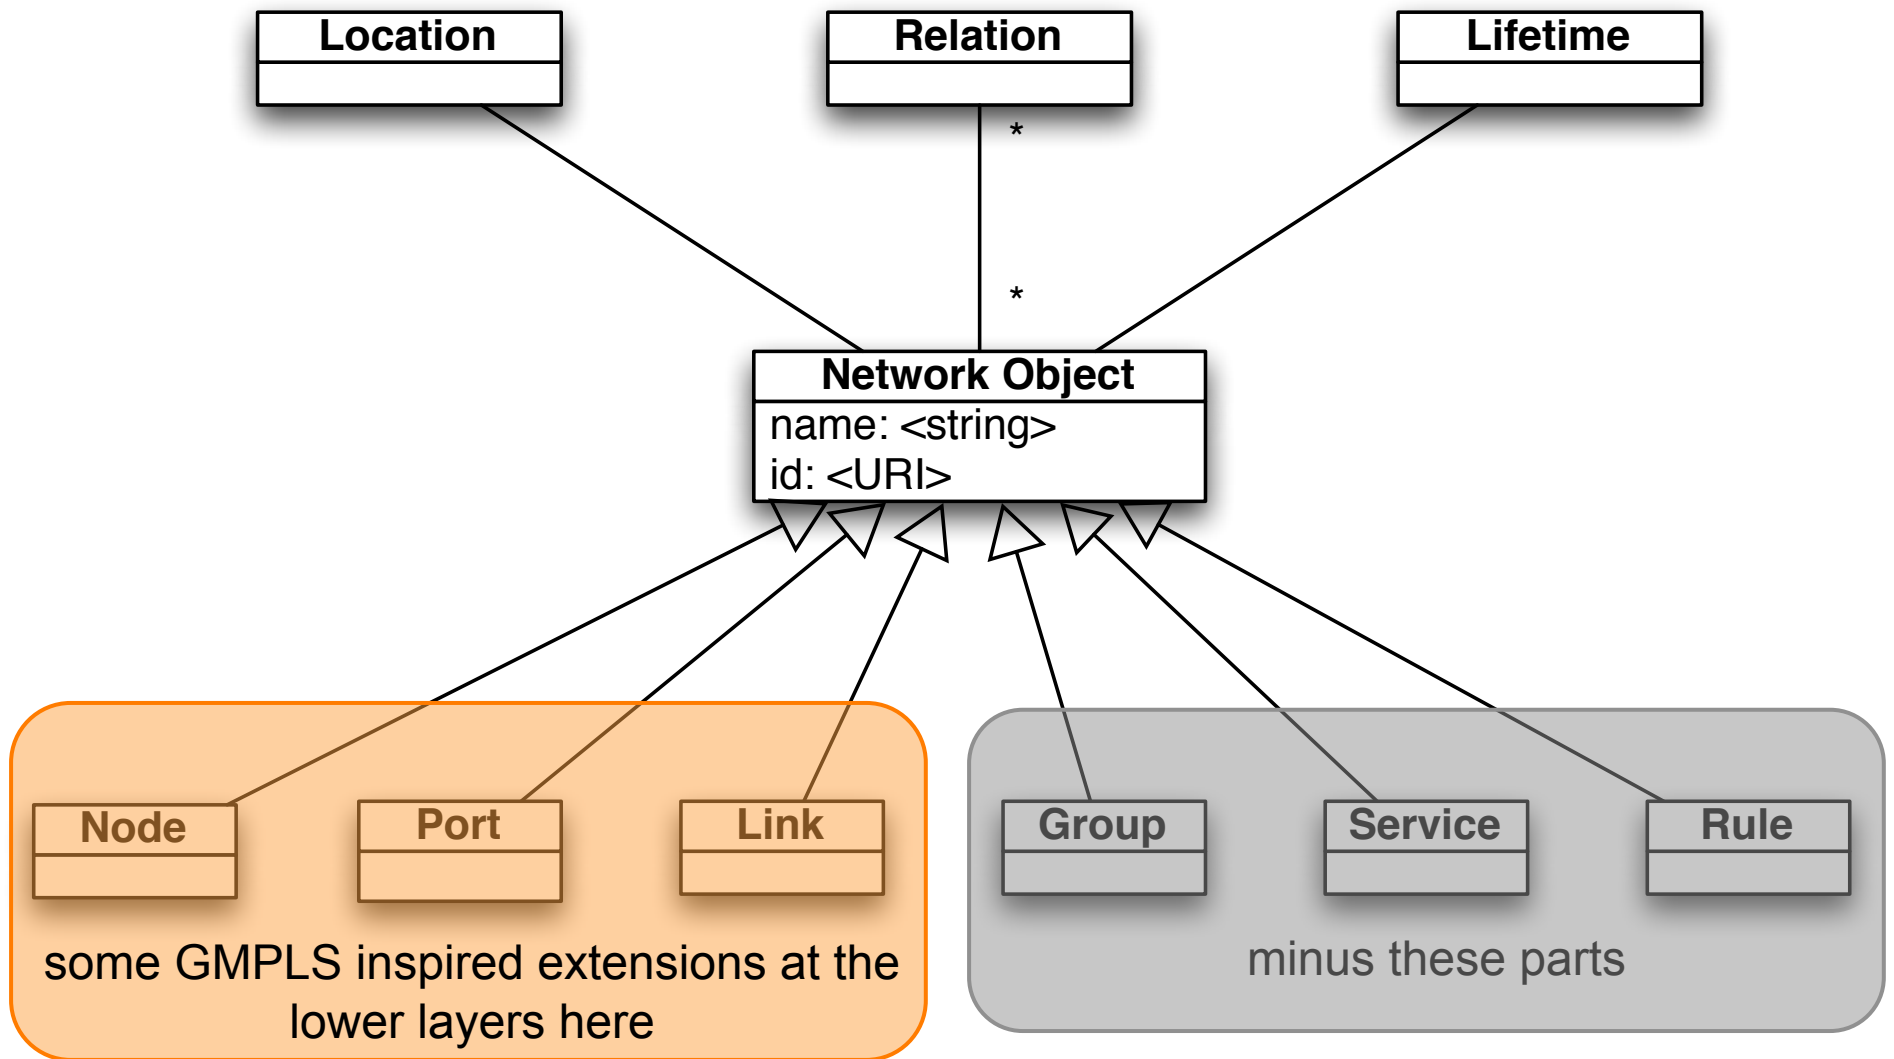 Location
Relation
Lifetime
*
*
Network Object
name: <string>
id: <URI>
Node
Port
Link
Group
Service
Rule
some GMPLS inspired extensions at the
lower layers here
minus these parts